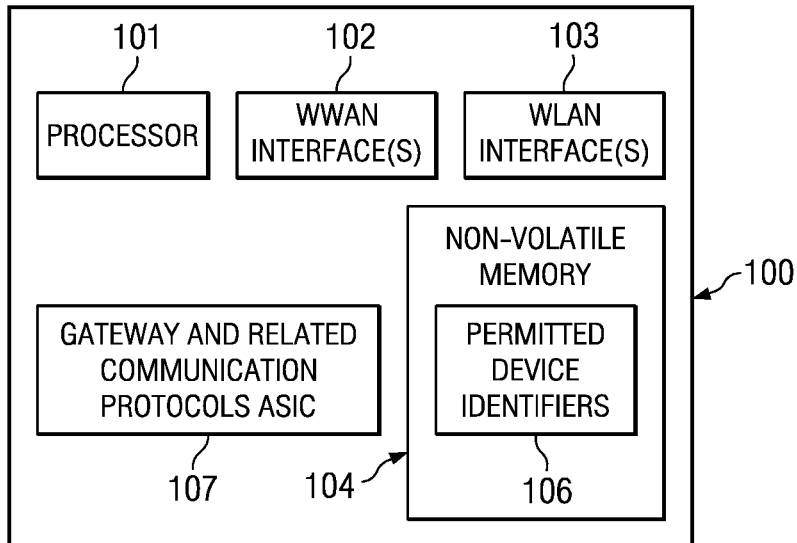 101
102
103
PROCESSOR
WWAN
INTERFACE(S)
WLAN
INTERFACE(S)
NON-VOLATILE
MEMORY
100
GATEWAY AND RELATED
COMMUNICATION
PROTOCOLS ASIC
PERMITTED
DEVICE
IDENTIFIERS
107
104
106